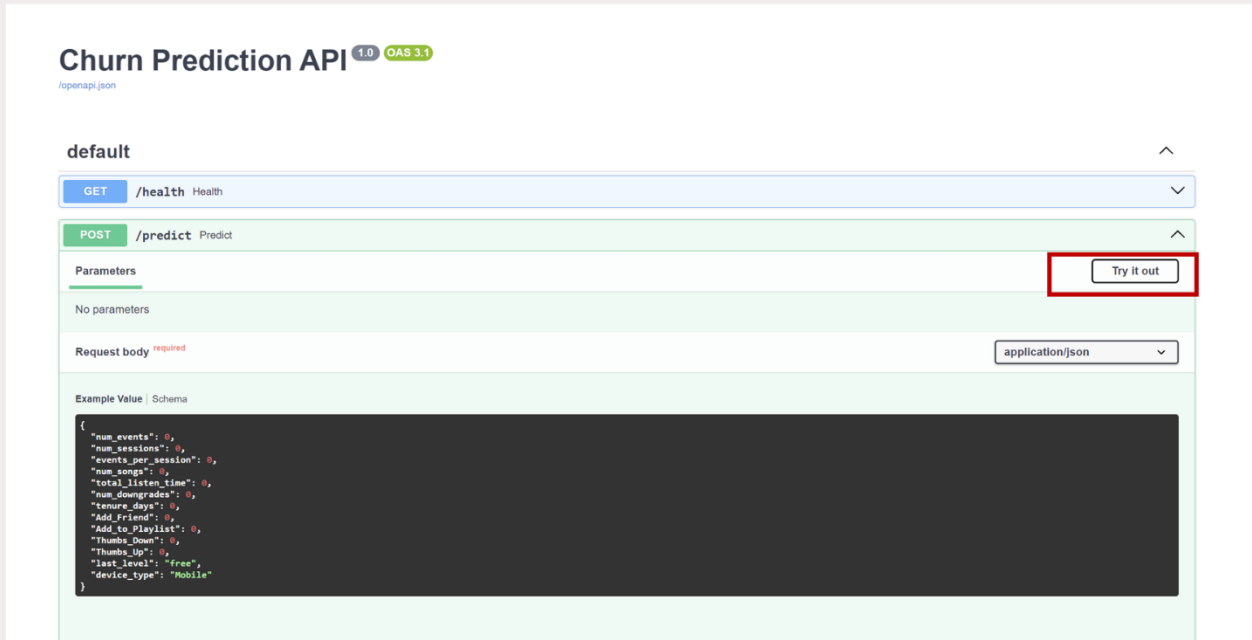 Churn Prediction API 1.0 OAS 3.1
/openapi.json
default
GET /health Health
POST /predict Predict
Parameters
Try it out
No parameters
Request body required
application/json
Example Value | Schema
{
"num_events": 0,
"num_sessions": 0,
"events_per_session": 0,
"num_songs": 0,
"total_listen_time": 0,
"num_downgrades": 0,
"tenure_days": 0,
"Add_Friend": 0,
"Add_to_Playlist": 0,
"Thumbs_Down": 0,
"Thumbs_Up": 0,
"last_level": "free",
"device_type": "Mobile"
}